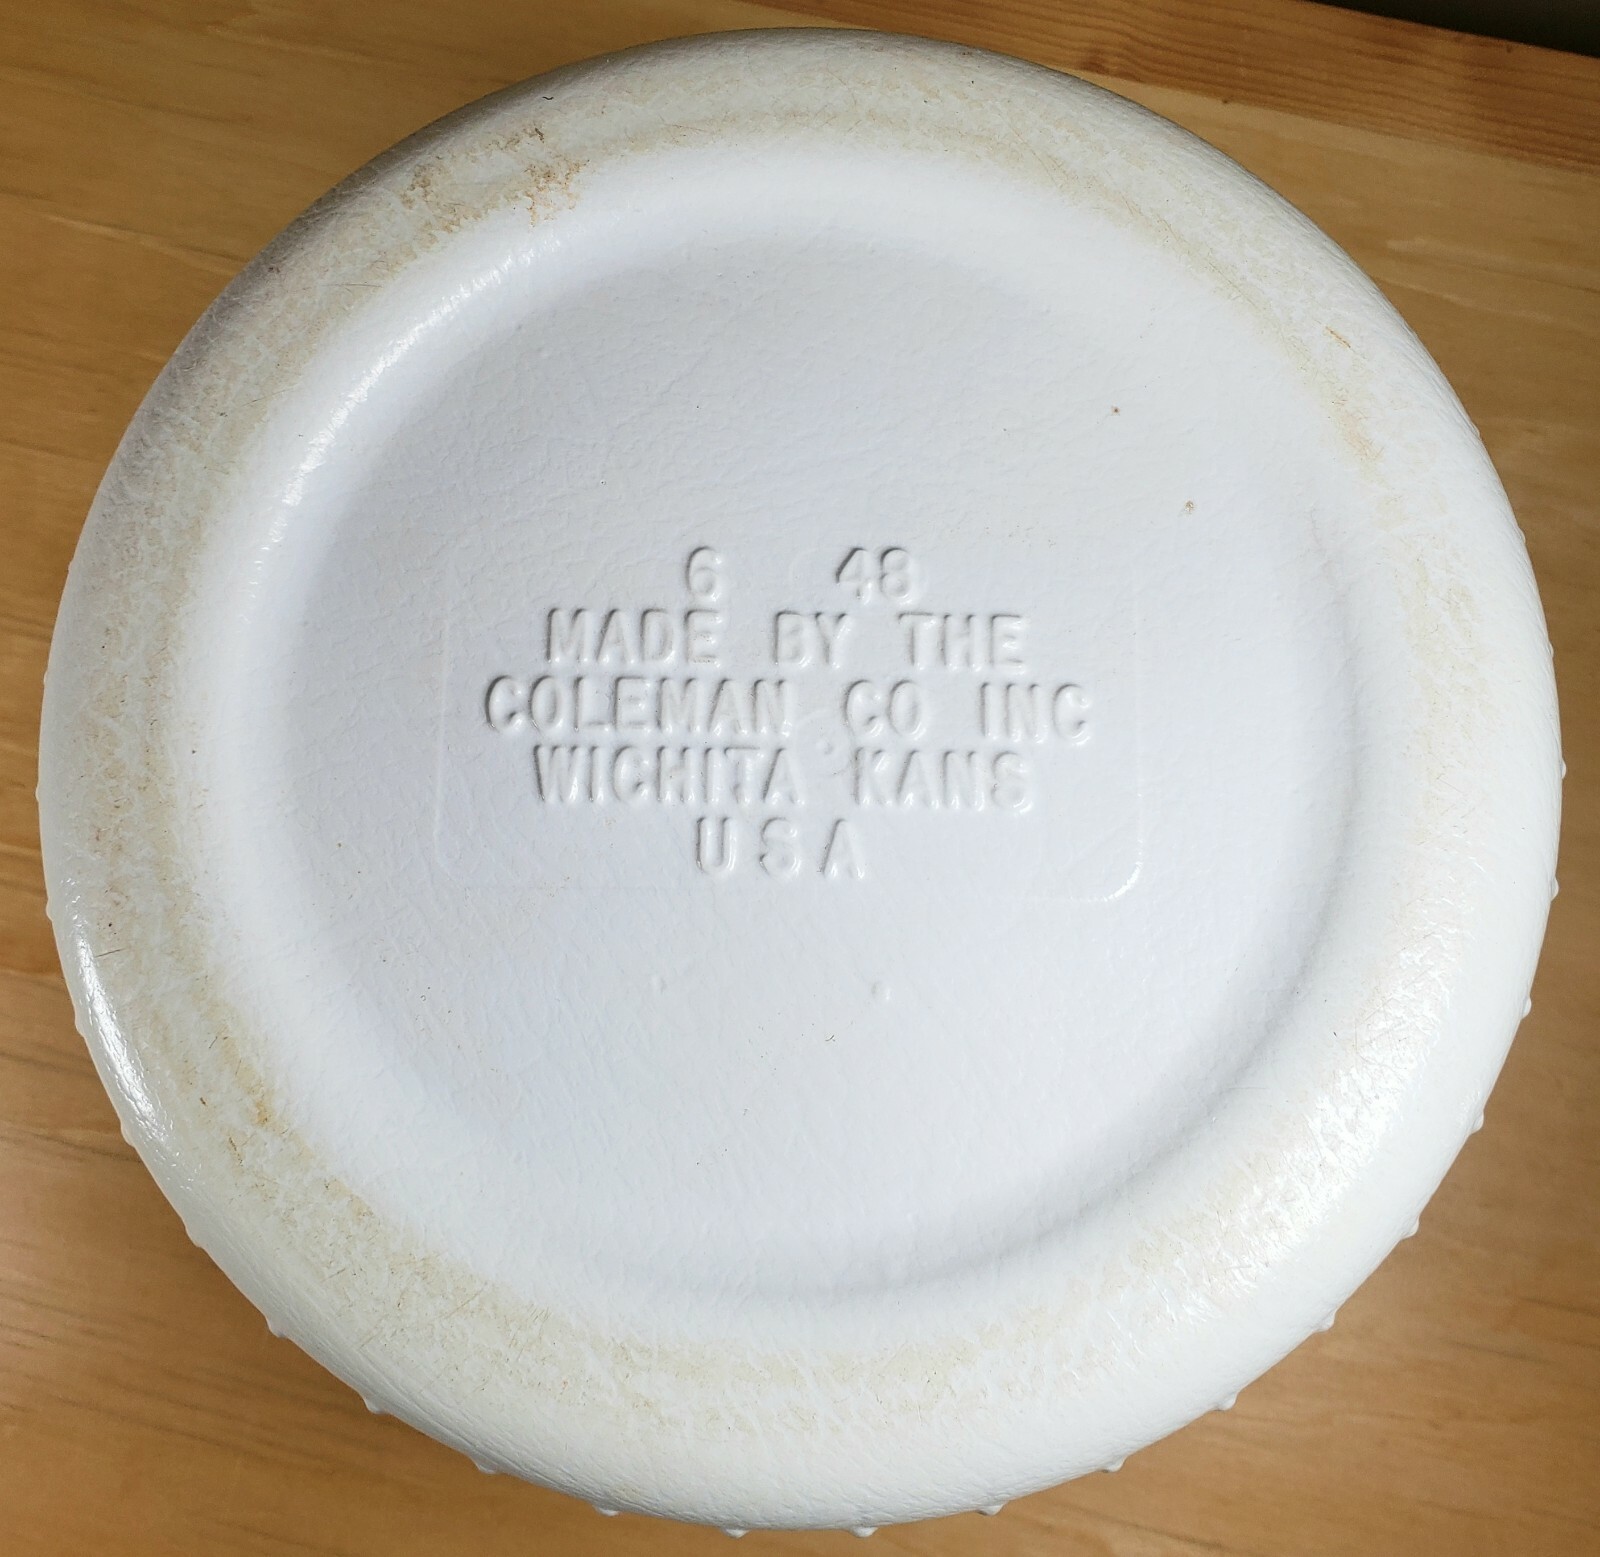 6 48
MADE BY THE
COLEMAN CO INC
WICHITA KANS
USA